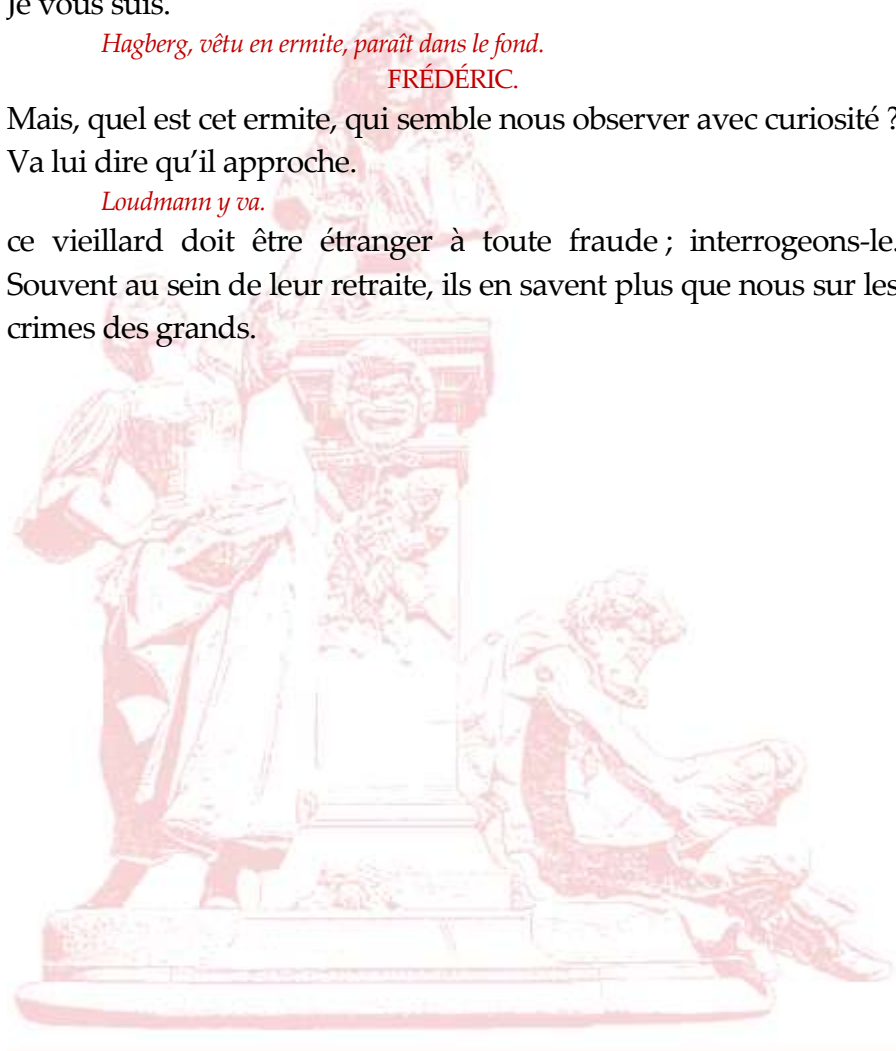 Je vous suis.
Hagberg, vêtu en ermite, paraît dans le fond.
FRÉDÉRIC.
Mais, quel est cet ermite, qui semble nous observer avec curiosité ?
Va lui dire qu’il approche.
Loudmann y va.
ce vieillard doit être étranger à toute fraude ; interrogeons-le.
Souvent au sein de leur retraite, ils en savent plus que nous sur les
crimes des grands.